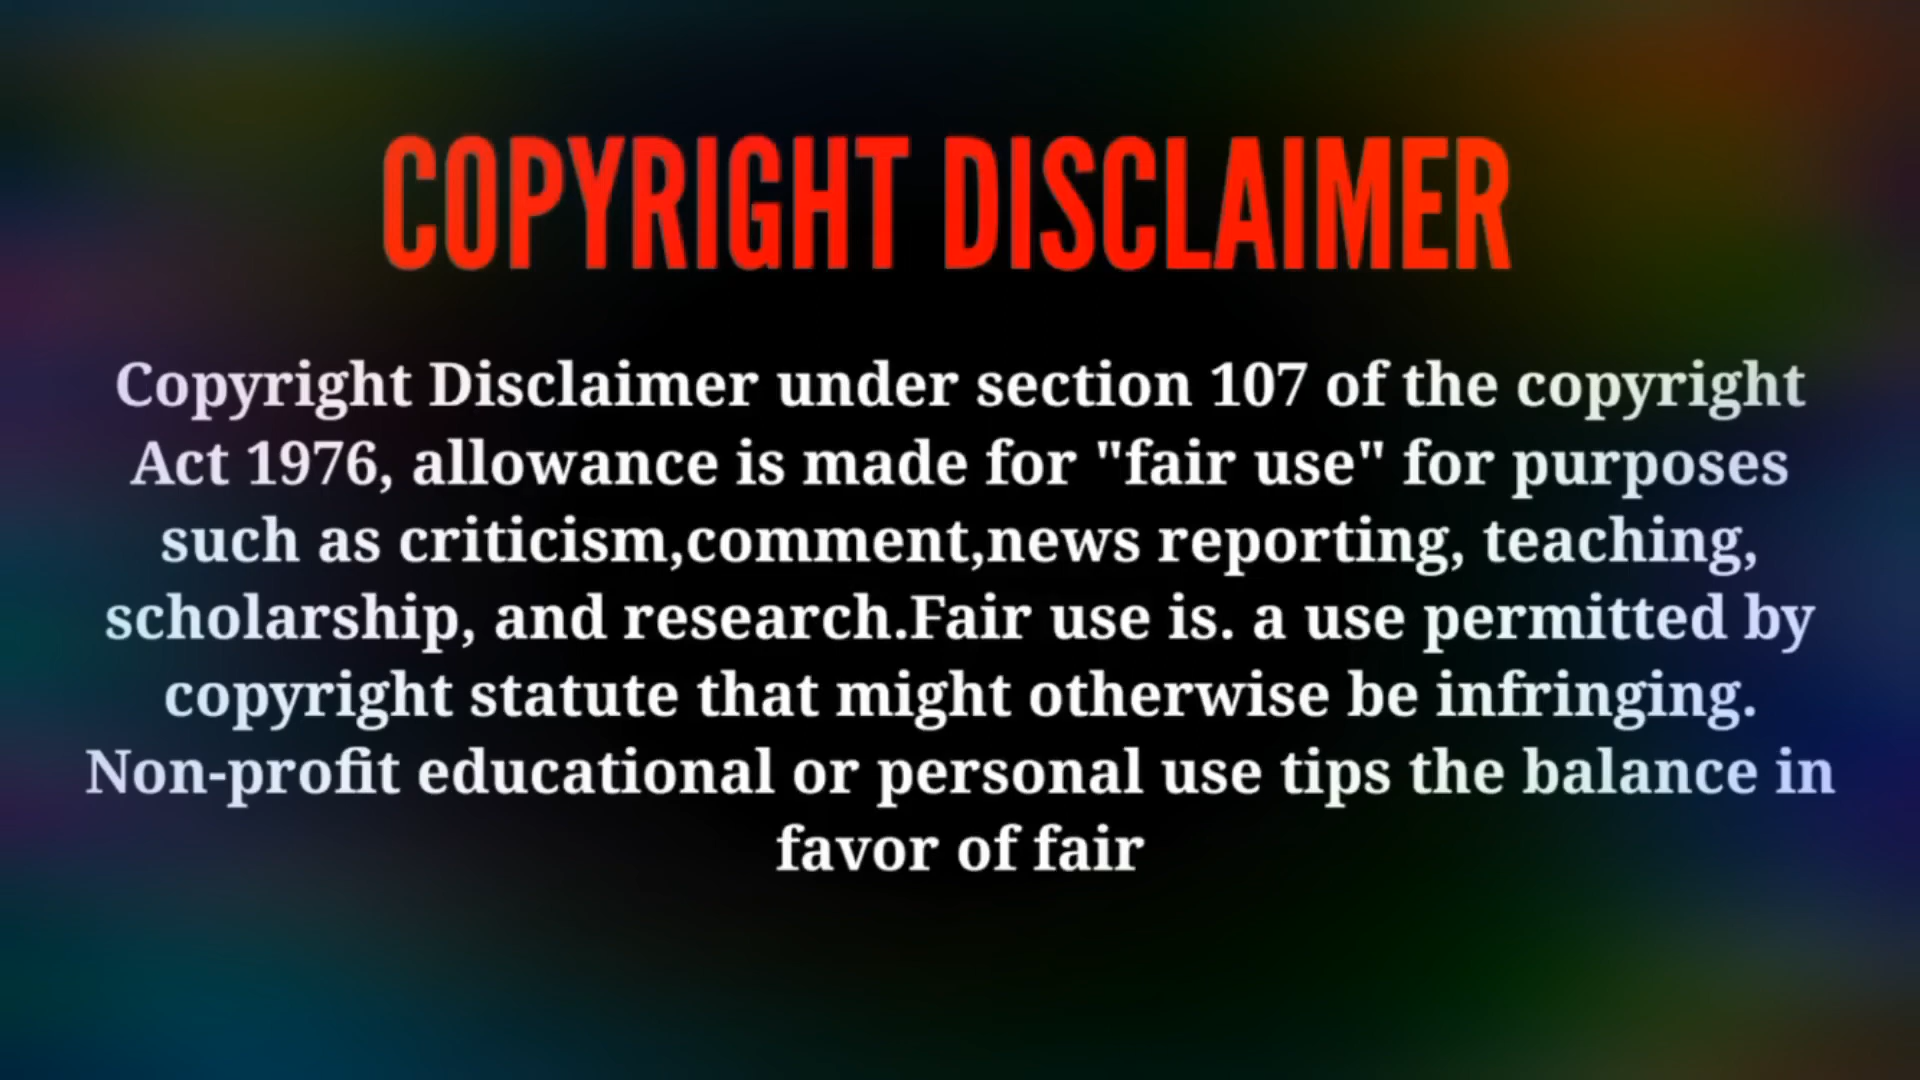 COPYRIGHT DISCLAIMER
Copyright Disclaimer under section 107 of the copyright
Act 1976, allowance is made for "fair use" for purposes
such as criticism,comment,news reporting, teaching,
scholarship, and research.Fair use is. a use permitted by
copyright statute that might otherwise be infringing.
Non-profit educational or personal use tips the balance in
favor of fair